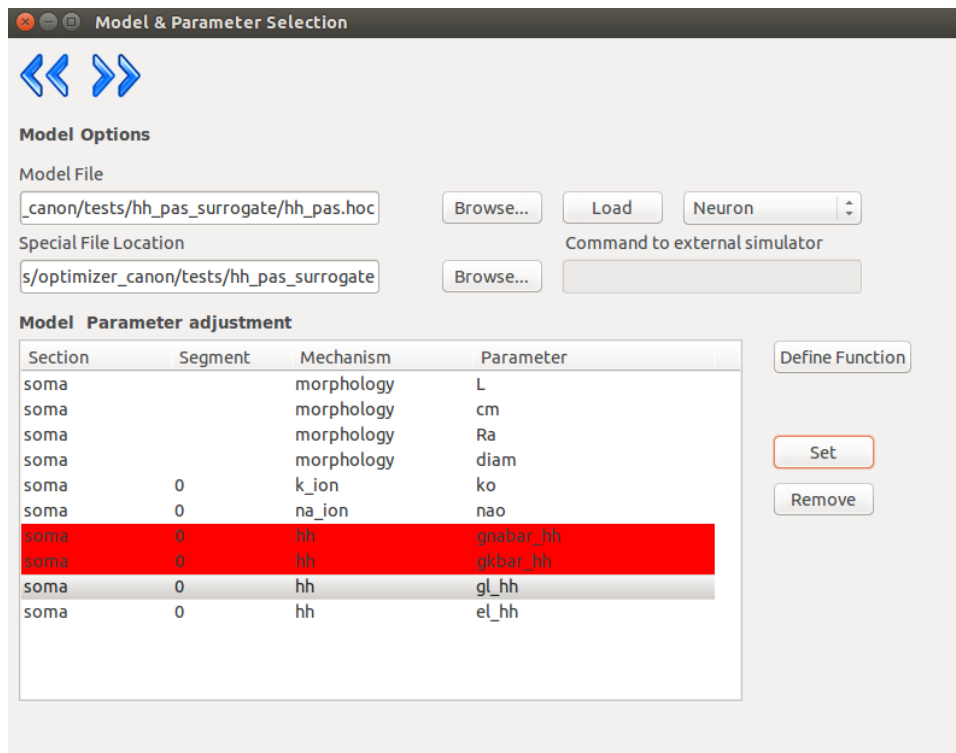 Model & Parameter Selection
Model Options
Model File
_canon/tests/hh_pas_surrogate/hh_pas.hoc Browse... Load Neuron
Special File Location Command to external simulator
s/optimizer_canon/tests/hh_pas_surrogate Browse...
Model Parameter adjustment
Section Segment Mechanism Parameter Define Function
soma morphology L
soma morphology cm
soma morphology Ra
soma morphology diam Set
soma 0 k_ion ko
soma 0 na_ion nao Remove
soma 0 hh gnabar_hh
soma 0 hh gkbar_hh
soma 0 hh gl_hh
soma 0 hh el_hh